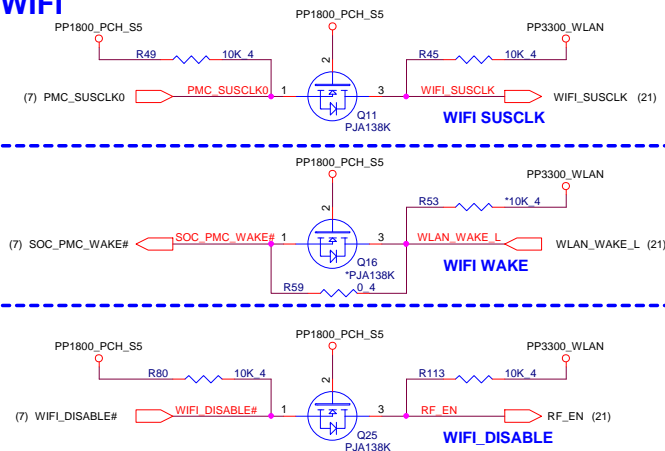 WIFI
PP1800_PCH_S5
PP1800_PCH_S5
PP3300_WLAN
R49 10K_4
R45 10K_4
2
(7) PMC_SUSCLK0
PMC_SUSCLK0
1
3
WIFI_SUSCLK
WIFI_SUSCLK (21)
Q11
PJA138K
WIFI SUSCLK
PP1800_PCH_S5
PP3300_WLAN
R53 *10K_4
2
(7) SOC_PMC_WAKE#
SOC_PMC_WAKE#
1
3
WLAN_WAKE_L
WLAN_WAKE_L (21)
Q16
*PJA138K
WIFI WAKE
R59 0_4
PP1800_PCH_S5
PP1800_PCH_S5
PP3300_WLAN
R80 10K_4
R113 10K_4
2
(7) WIFI_DISABLE#
WIFI_DISABLE#
1
3
RF_EN
RF_EN (21)
Q25
PJA138K
WIFI_DISABLE